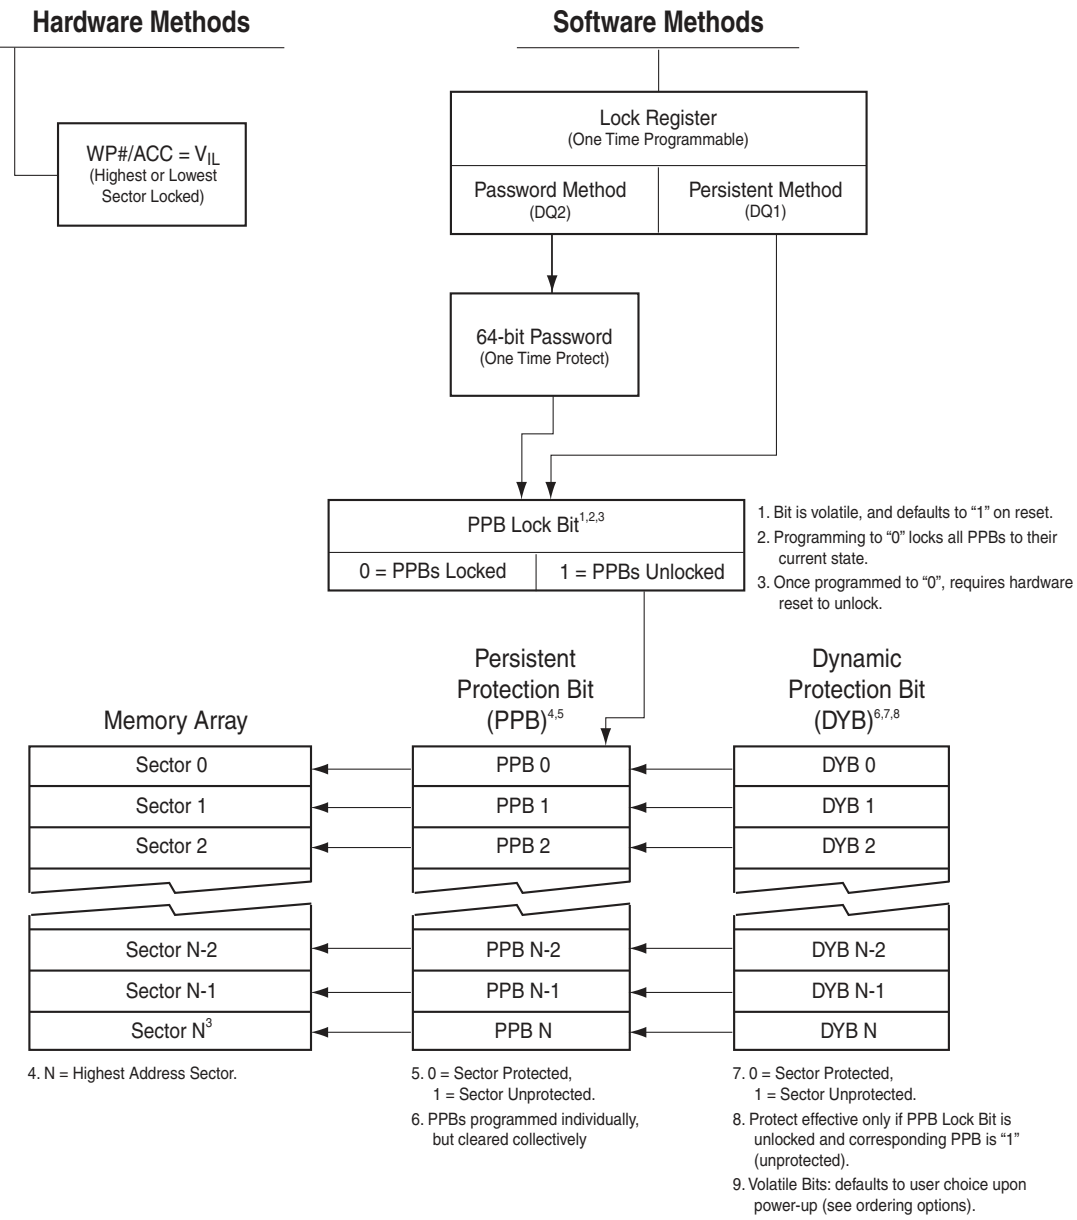 Hardware Methods
Software Methods
WP#/ACC = VIL
(Highest or Lowest
Sector Locked)
Lock Register
(One Time Programmable)
Password Method
(DQ2)
Persistent Method
(DQ1)
64-bit Password
(One Time Protect)
PPB Lock Bit1,2,3
0 = PPBs Locked
1 = PPBs Unlocked
1. Bit is volatile, and defaults to “1” on reset.
2. Programming to “0” locks all PPBs to their
current state.
3. Once programmed to “0”, requires hardware
reset to unlock.
Memory Array
Persistent
Protection Bit
(PPB)4,5
Dynamic
Protection Bit
(DYB)6,7,8
Sector 0
PPB 0
DYB 0
Sector 1
PPB 1
DYB 1
Sector 2
PPB 2
DYB 2
Sector N-2
PPB N-2
DYB N-2
Sector N-1
PPB N-1
DYB N-1
Sector N3
PPB N
DYB N
4. N = Highest Address Sector.
5. 0 = Sector Protected,
1 = Sector Unprotected.
6. PPBs programmed individually,
but cleared collectively
7. 0 = Sector Protected,
1 = Sector Unprotected.
8. Protect effective only if PPB Lock Bit is
unlocked and corresponding PPB is “1”
(unprotected).
9. Volatile Bits: defaults to user choice upon
power-up (see ordering options).